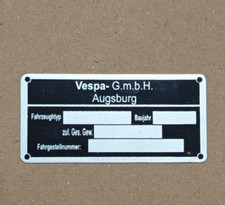 Vespa- G.m.b.H.
Augsburg
Fahrzeugtyp Baujahr
zul. Ges. Gew.
Fahrgestellnummer: